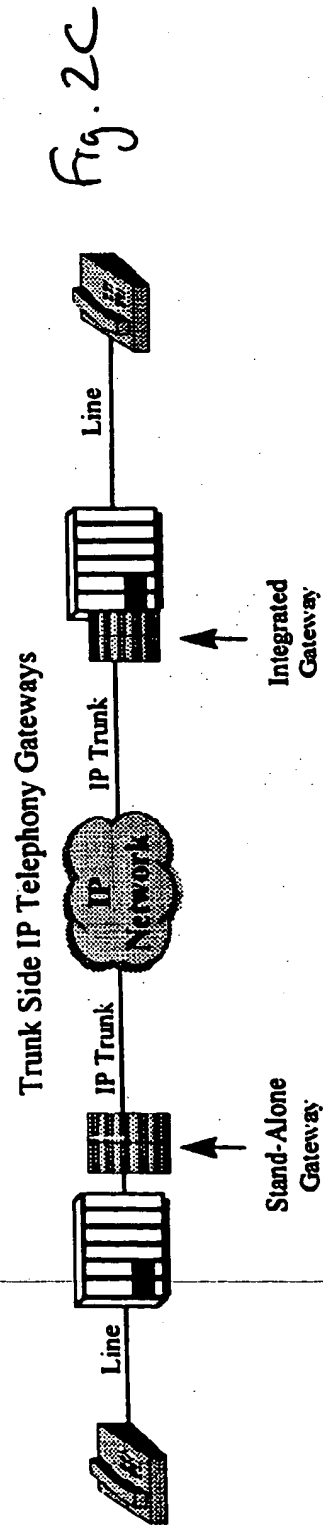 Trunk Side IP Telephony Gateways
Line
IP Trunk
IP
Network
IP Trunk
Line
Stand-Alone
Gateway
Integrated
Gateway
Fig. 2C